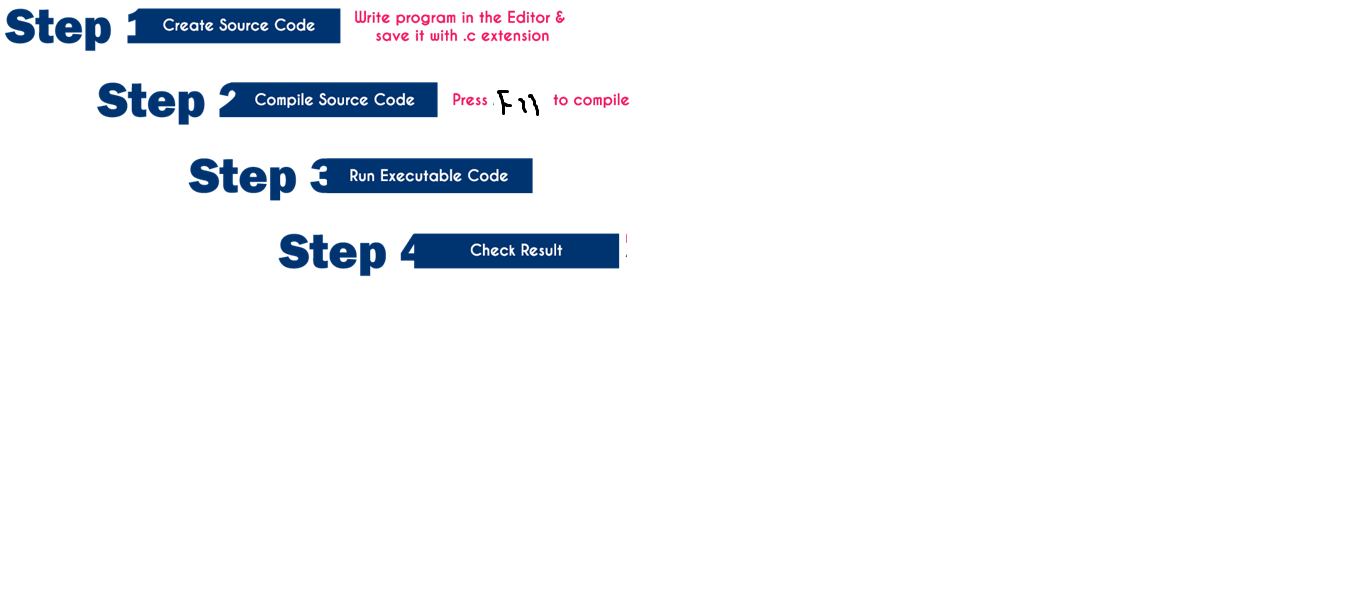 Step 1 Create Source Code
Write program in the Editor &
save it with .c extension
Step 2 Compile Source Code
Press F11 to compile
Step 3 Run Executable Code
Step 4 Check Result